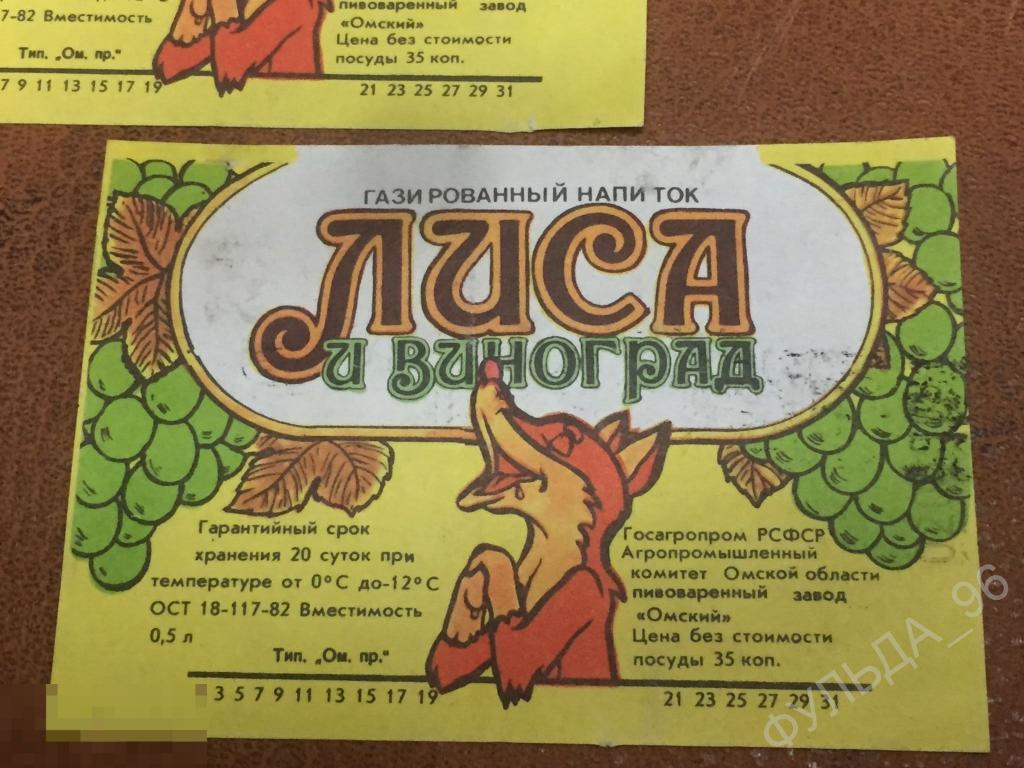 7-82 Вместимость
Тип. „Ом. пр."
7 9 11 13 15 17 19
пивоваренный завод
«Омский»
Цена без стоимости
посуды 35 коп.
21 23 25 27 29 31
ГАЗИРОВАННЫЙ НАПИТОК
ЛИСА
И ВИНОГРАД
Гарантийный срок
хранения 20 суток при
температуре от 0°С до-12°С
ОСТ 18-117-82 Вместимость
0,5 л
Тип. „Ом. пр."
3 5 7 9 11 13 15 17 19
Госагропром РСФСР
Агропромышленный
комитет Омской области
пивоваренный завод
«Омский»
Цена без стоимости
посуды 35 коп.
21 23 25 27 29 31
ФУЛЬДА_96